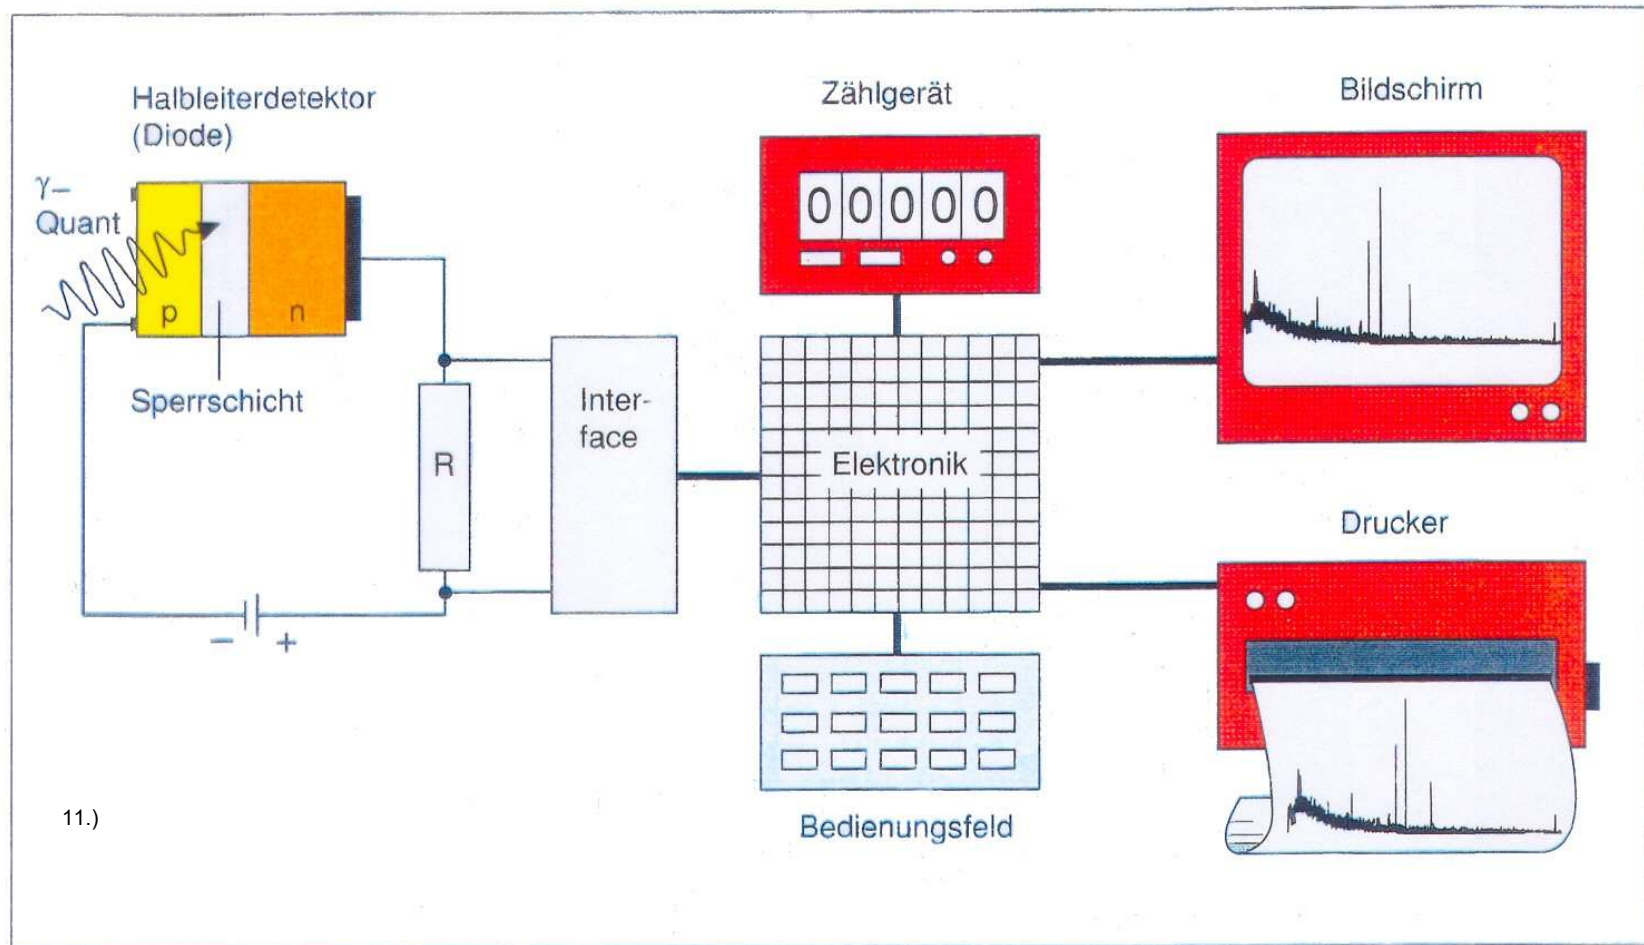 Halbleiterdetektor
(Diode)
γ–
Quant
p
n
Sperrschicht
R
Inter-
face
− +
Zählgerät
00000
Elektronik
Bedienungsfeld
Bildschirm
Drucker
11.)